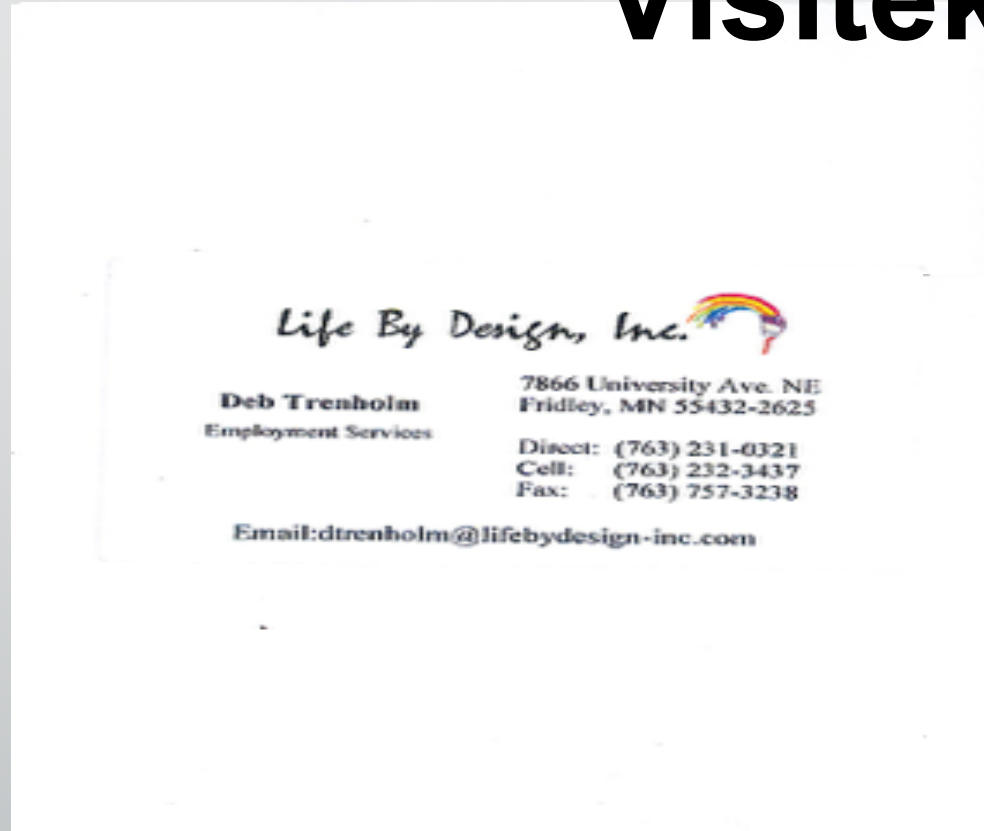 Life By Design, Inc.
Deb Trenholm
Employment Services
7866 University Ave. NE
Fridley, MN 55432-2625
Direct: (763) 231-0321
Cell: (763) 232-3437
Fax: (763) 757-3238
Email:dtrenholm@lifebydesign-inc.com